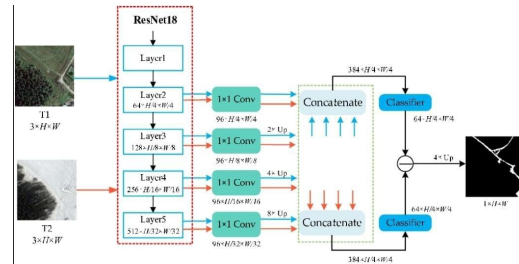 ResNet18
Layer1
Layer2
64×H/4×W/4
Layer3
128×H/8×W/8
Layer4
256×H/16×W/16
Layer5
512×H/32×W/32
T1
3×H×W
T2
3×H×W
1×1 Conv
96×H/4×W/4
1×1 Conv
96×H/8×W/8
1×1 Conv
96×H/16×W/16
1×1 Conv
96×H/32×W/32
2× Up
4× Up
8× Up
Concatenate
Concatenate
384×H/4×W/4
Classifier
64×H/4×W/4
4× Up
64×H/4×W/4
Classifier
384×H/4×W/4
1×H×W